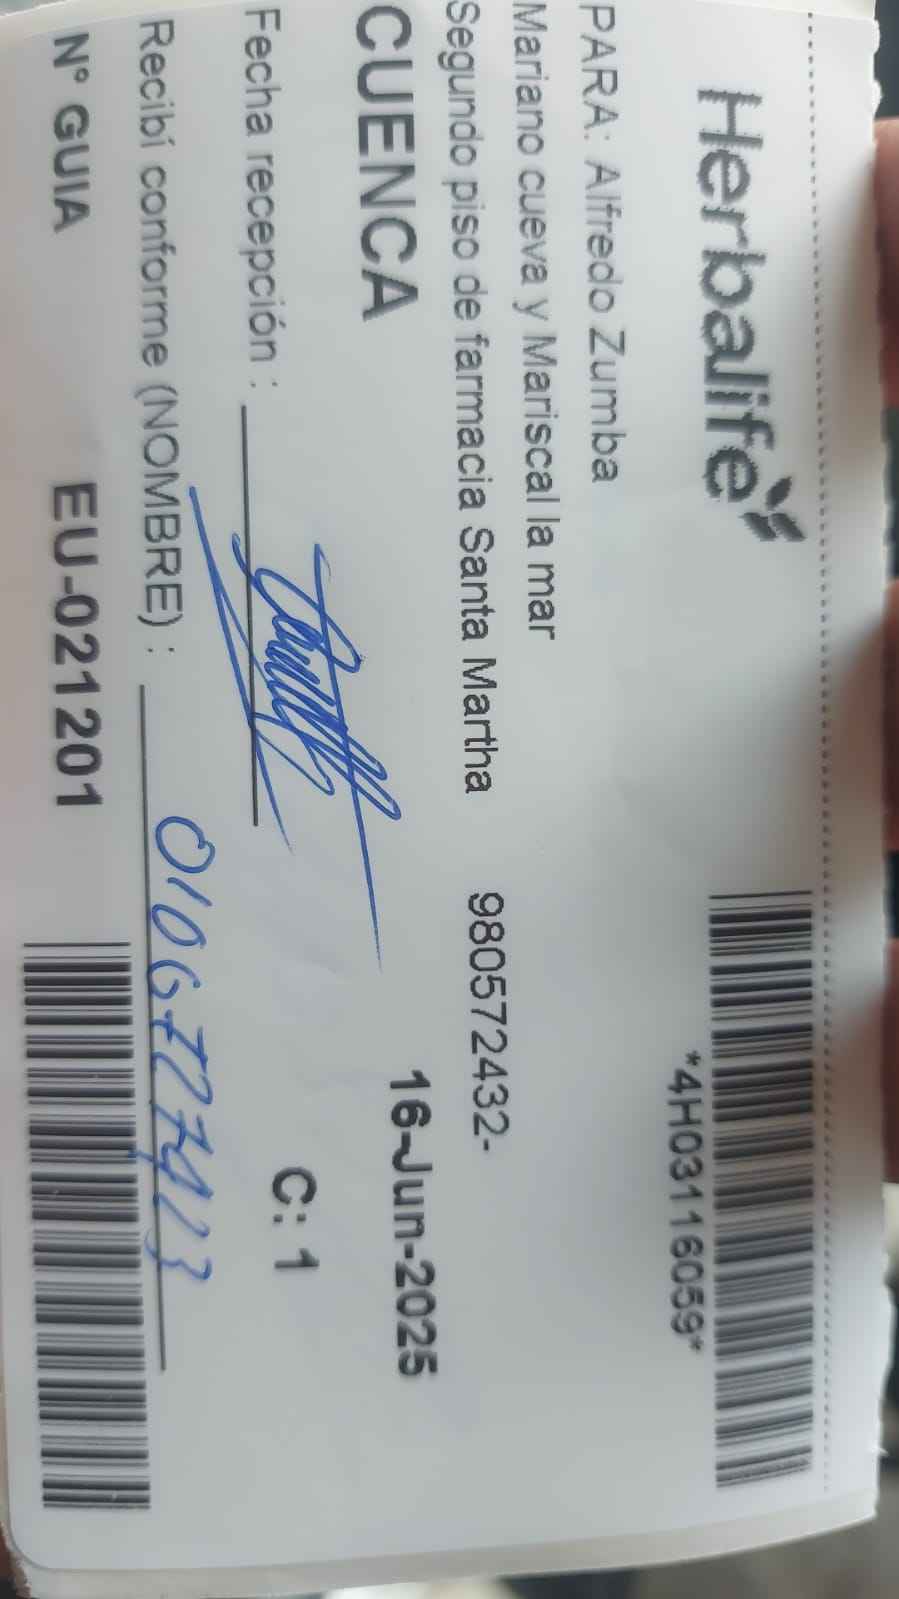 Herbalife
*4H03116059*
PARA: Alfredo Zumba
Mariano cueva y Mariscal la mar
Segundo piso de farmacia Santa Martha 980572432-
CUENCA 16-Jun-2025
Fecha recepción : C: 1
Recibí conforme (NOMBRE) :
N° GUIA EU-021201